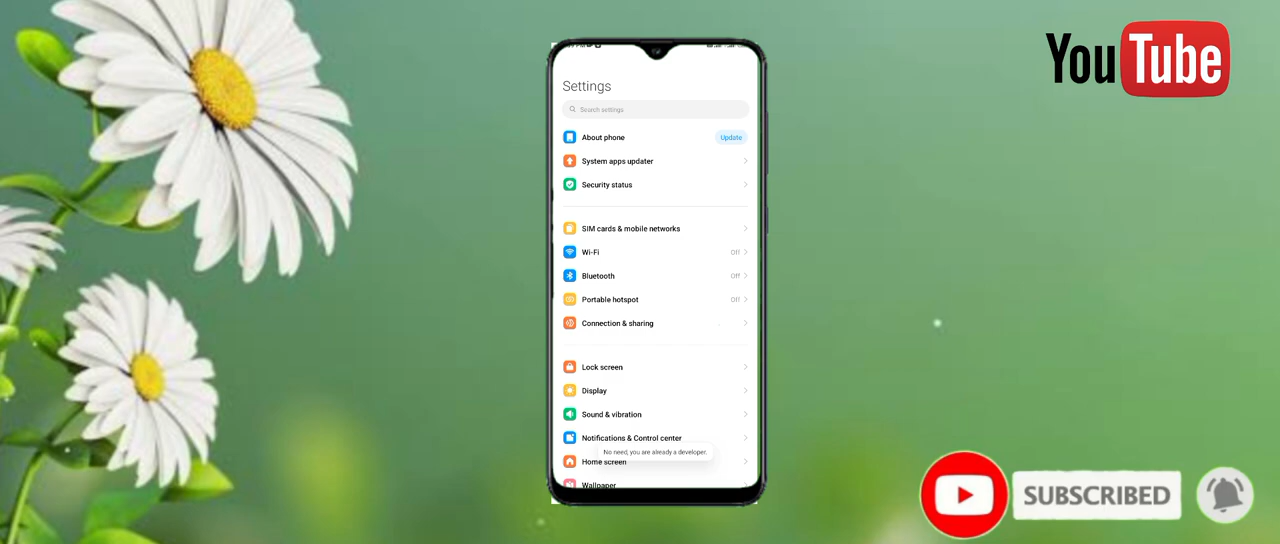 YouTube
Settings
Search settings
About phone
Update
System apps updater
Security status
SIM cards & mobile networks
Wi-Fi
Off
Bluetooth
Off
Portable hotspot
Off
Connection & sharing
Lock screen
Display
Sound & vibration
Notifications & Control center
No need, you are already a developer.
Home screen
Wallpaper
SUBSCRIBED